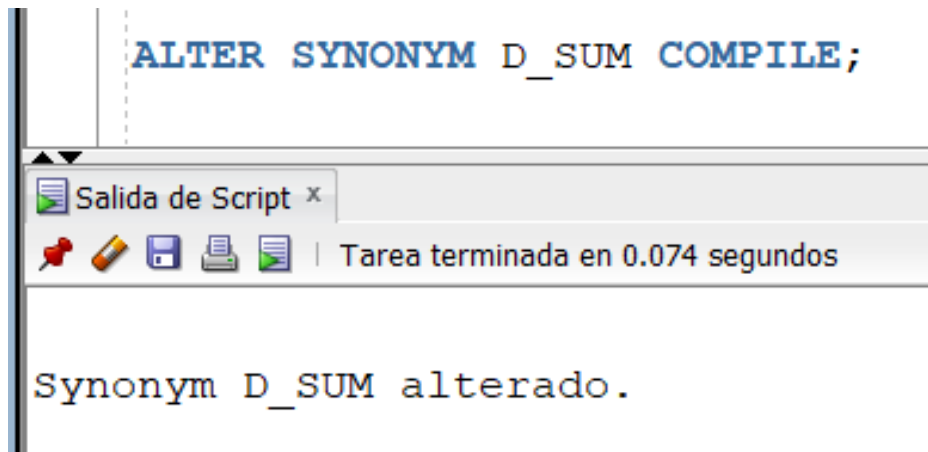 ALTER SYNONYM D_SUM COMPILE;
Salida de Script x
Tarea terminada en 0.074 segundos
Synonym D_SUM alterado.